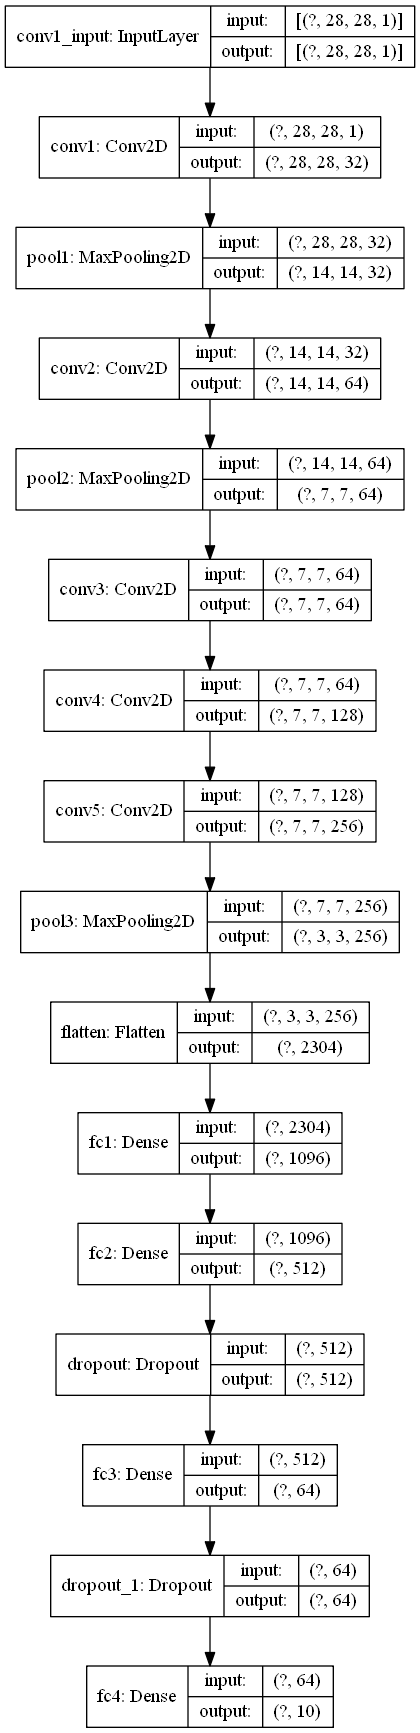 conv1_input: InputLayer
input: [(?, 28, 28, 1)]
output: [(?, 28, 28, 1)]
conv1: Conv2D
input: (?, 28, 28, 1)
output: (?, 28, 28, 32)
pool1: MaxPooling2D
input: (?, 28, 28, 32)
output: (?, 14, 14, 32)
conv2: Conv2D
input: (?, 14, 14, 32)
output: (?, 14, 14, 64)
pool2: MaxPooling2D
input: (?, 14, 14, 64)
output: (?, 7, 7, 64)
conv3: Conv2D
input: (?, 7, 7, 64)
output: (?, 7, 7, 64)
conv4: Conv2D
input: (?, 7, 7, 64)
output: (?, 7, 7, 128)
conv5: Conv2D
input: (?, 7, 7, 128)
output: (?, 7, 7, 256)
pool3: MaxPooling2D
input: (?, 7, 7, 256)
output: (?, 3, 3, 256)
flatten: Flatten
input: (?, 3, 3, 256)
output: (?, 2304)
fc1: Dense
input: (?, 2304)
output: (?, 1096)
fc2: Dense
input: (?, 1096)
output: (?, 512)
dropout: Dropout
input: (?, 512)
output: (?, 512)
fc3: Dense
input: (?, 512)
output: (?, 64)
dropout_1: Dropout
input: (?, 64)
output: (?, 64)
fc4: Dense
input: (?, 64)
output: (?, 10)